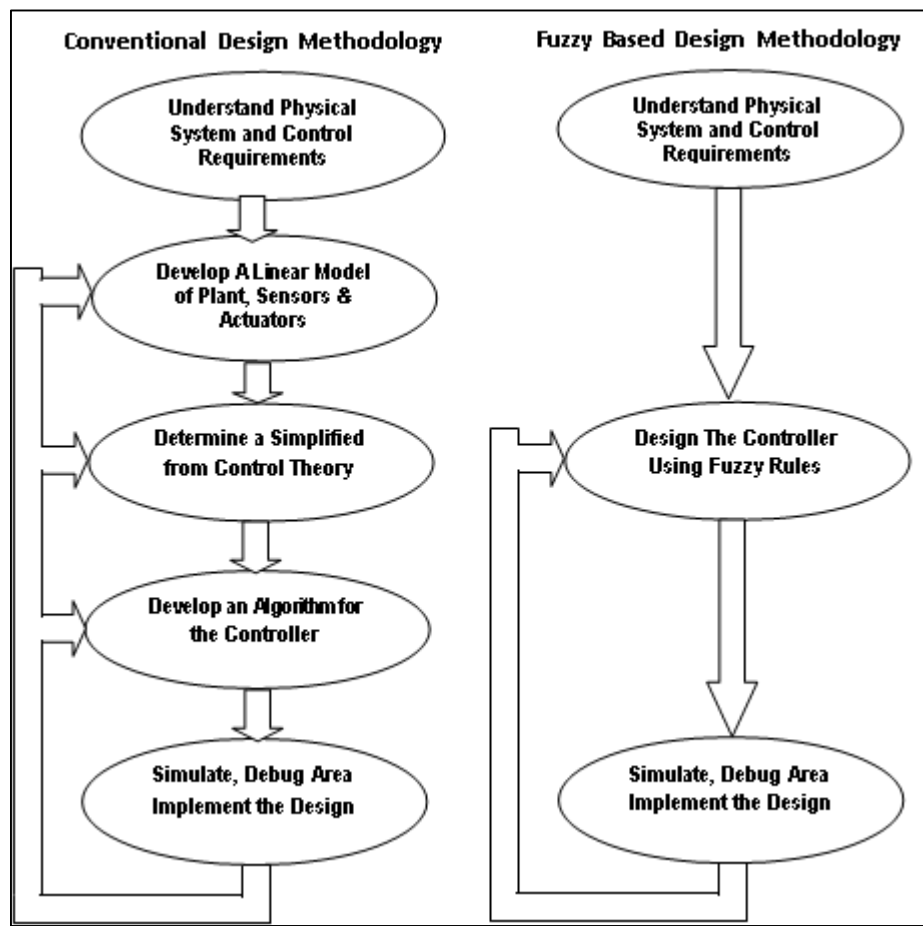 Conventional Design Methodology
Understand Physical
System and Control
Requirements
Develop A Linear Model
of Plant, Sensors &
Actuators
Determine a Simplified
from Control Theory
Develop an Algorithm for
the Controller
Simulate, Debug Area
Implement the Design
Fuzzy Based Design Methodology
Understand Physical
System and Control
Requirements
Design The Controller
Using Fuzzy Rules
Simulate, Debug Area
Implement the Design